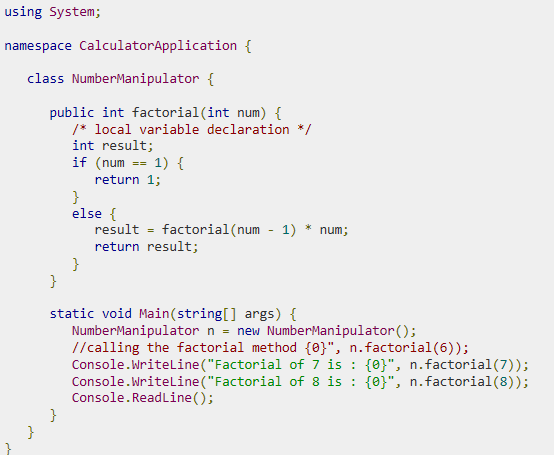 using System;
namespace CalculatorApplication {
class NumberManipulator {
public int factorial(int num) {
/* local variable declaration */
int result;
if (num == 1) {
return 1;
}
else {
result = factorial(num - 1) * num;
return result;
}
}
static void Main(string[] args) {
NumberManipulator n = new NumberManipulator();
//calling the factorial method {0}", n.factorial(6));
Console.WriteLine("Factorial of 7 is : {0}", n.factorial(7));
Console.WriteLine("Factorial of 8 is : {0}", n.factorial(8));
Console.ReadLine();
}
}
}